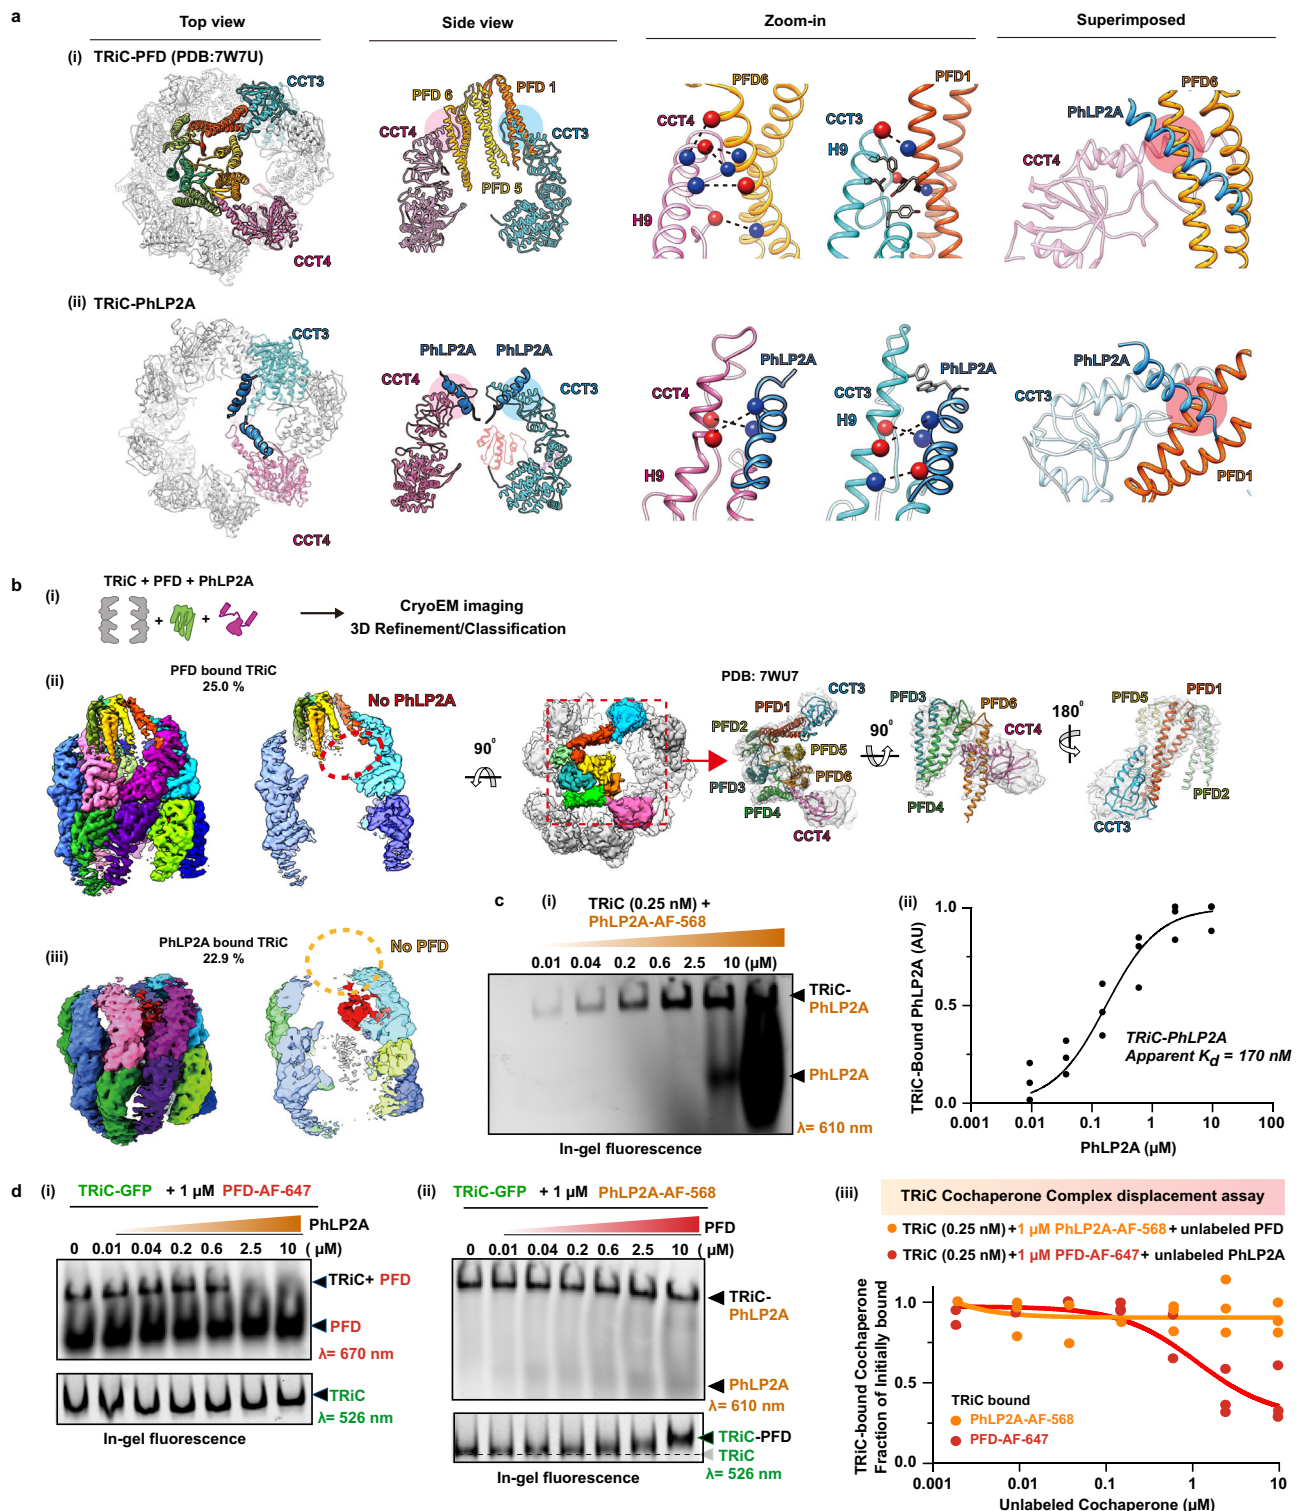 a
Top view
Side view
Zoom-in
Superimposed
(i) TRiC-PFD (PDB:7W7U)
CCT3
CCT4
PFD 6
PFD 1
CCT4
CCT3
PFD 5
PFD6
CCT4
H9
PFD1
CCT3
H9
PFD6
PhLP2A
CCT4
(ii) TRiC-PhLP2A
CCT3
CCT4
PhLP2A
PhLP2A
CCT4
CCT3
PhLP2A
CCT4
H9
PhLP2A
CCT3
H9
PhLP2A
CCT3
PFD1
b
(i)
TRiC + PFD + PhLP2A
+
+
CryoEM imaging
3D Refinement/Classification
(ii)
PFD bound TRiC
25.0 %
No PhLP2A
90°
PDB: 7WU7
CCT3
PFD1
PFD2
PFD5
PFD6
PFD3
PFD4
CCT4
90°
PFD3
PFD6
CCT4
PFD4
180°
PFD5
PFD1
PFD2
CCT3
(iii)
PhLP2A bound TRiC
22.9 %
No PFD
c
(i)
TRiC (0.25 nM) +
PhLP2A-AF-568
0.01 0.04 0.2 0.6 2.5 10 (µM)
TRiC-
PhLP2A
PhLP2A
λ= 610 nm
In-gel fluorescence
(ii)
TRiC-Bound PhLP2A (AU)
1.0
0.5
0.0
TRiC-PhLP2A
Apparent Kd = 170 nM
0.001 0.01 0.1 1 10 100
PhLP2A (µM)
d
(i)
TRiC-GFP + 1 µM PFD-AF-647
PhLP2A
0 0.01 0.04 0.2 0.6 2.5 10 (µM)
TRiC+ PFD
PFD
λ= 670 nm
TRiC
λ= 526 nm
In-gel fluorescence
(ii)
TRiC-GFP + 1 µM PhLP2A-AF-568
PFD
0 0.01 0.04 0.2 0.6 2.5 10 (µM)
TRiC-
PhLP2A
PhLP2A
λ= 610 nm
TRiC-PFD
TRiC
λ= 526 nm
In-gel fluorescence
(iii)
TRiC Cochaperone Complex displacement assay
TRiC (0.25 nM) +1 µM PhLP2A-AF-568 + unlabeled PFD
TRiC (0.25 nM) +1 µM PFD-AF-647 + unlabeled PhLP2A
TRiC-bound Cochaperone
Fraction of Initially bound
1.0
0.5
0.0
TRiC bound
PhLP2A-AF-568
PFD-AF-647
0.001 0.01 0.1 1 10
Unlabeled Cochaperone (µM)